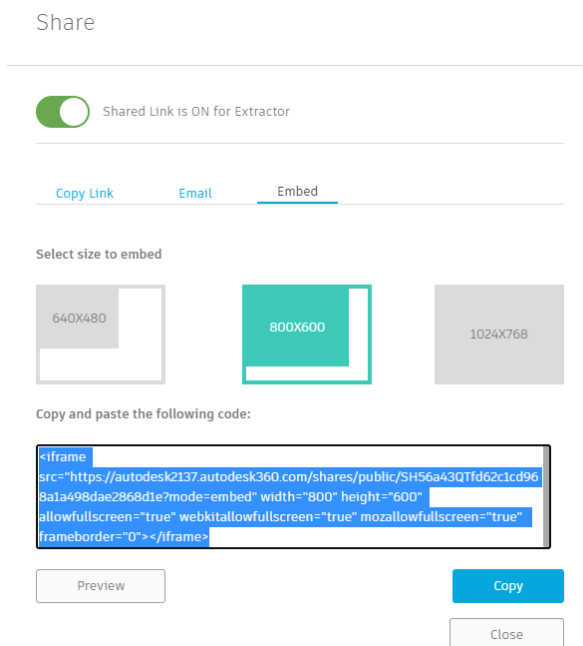 Share
Shared Link is ON for Extractor
Copy Link Email Embed
Select size to embed
640X480 800X600 1024X768
Copy and paste the following code:
<iframe
src="https://autodesk2137.autodesk360.com/shares/public/SH56a43QTfd62c1cd96
8a1a498dae2868d1e?mode=embed" width="800" height="600"
allowfullscreen="true" webkitallowfullscreen="true" mozallowfullscreen="true"
frameborder="0"></iframe>
Preview Copy
Close